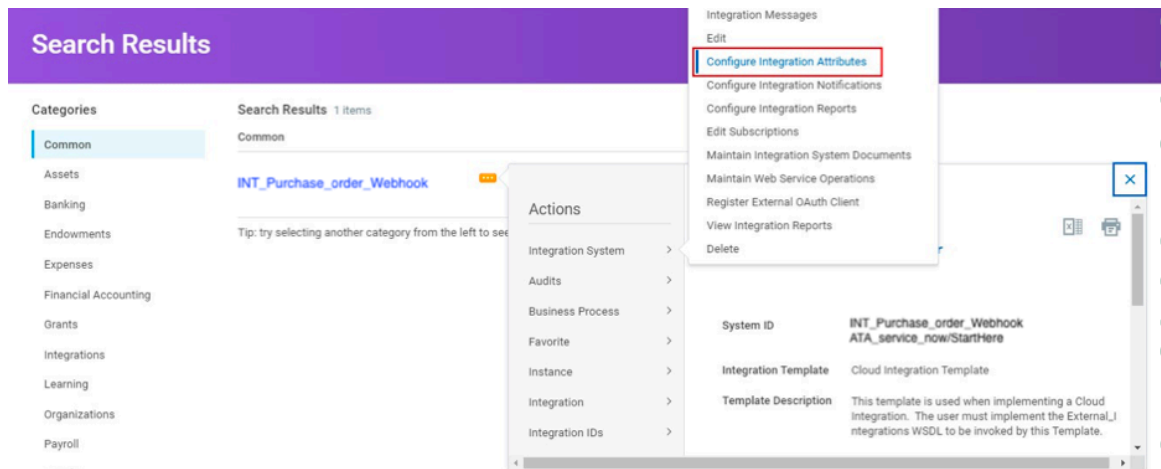 Search Results
Categories
Common
Assets
Banking
Endowments
Expenses
Financial Accounting
Grants
Integrations
Learning
Organizations
Payroll
Search Results 1 items
Common
INT_Purchase_order_Webhook
Tip: try selecting another category from the left to see
Actions
Integration System
Audits
Business Process
Favorite
Instance
Integration
Integration IDs
Integration Messages
Edit
Configure Integration Attributes
Configure Integration Notifications
Configure Integration Reports
Edit Subscriptions
Maintain Integration System Documents
Maintain Web Service Operations
Register External OAuth Client
View Integration Reports
Delete
System ID
INT_Purchase_order_Webhook
ATA_service_now/StartHere
Integration Template
Cloud Integration Template
Template Description
This template is used when implementing a Cloud
Integration. The user must implement the External_I
ntegrations WSDL to be invoked by this Template.